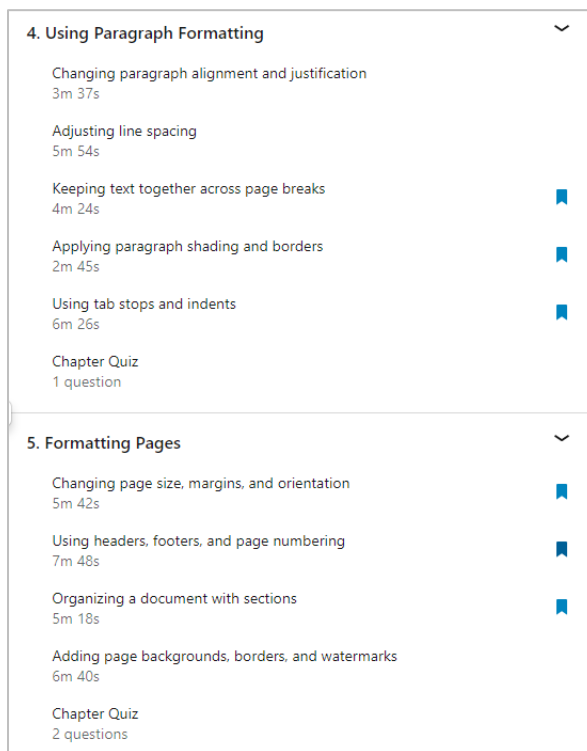 4. Using Paragraph Formatting
Changing paragraph alignment and justification
3m 37s
Adjusting line spacing
5m 54s
Keeping text together across page breaks
4m 24s
Applying paragraph shading and borders
2m 45s
Using tab stops and indents
6m 26s
Chapter Quiz
1 question
5. Formatting Pages
Changing page size, margins, and orientation
5m 42s
Using headers, footers, and page numbering
7m 48s
Organizing a document with sections
5m 18s
Adding page backgrounds, borders, and watermarks
6m 40s
Chapter Quiz
2 questions